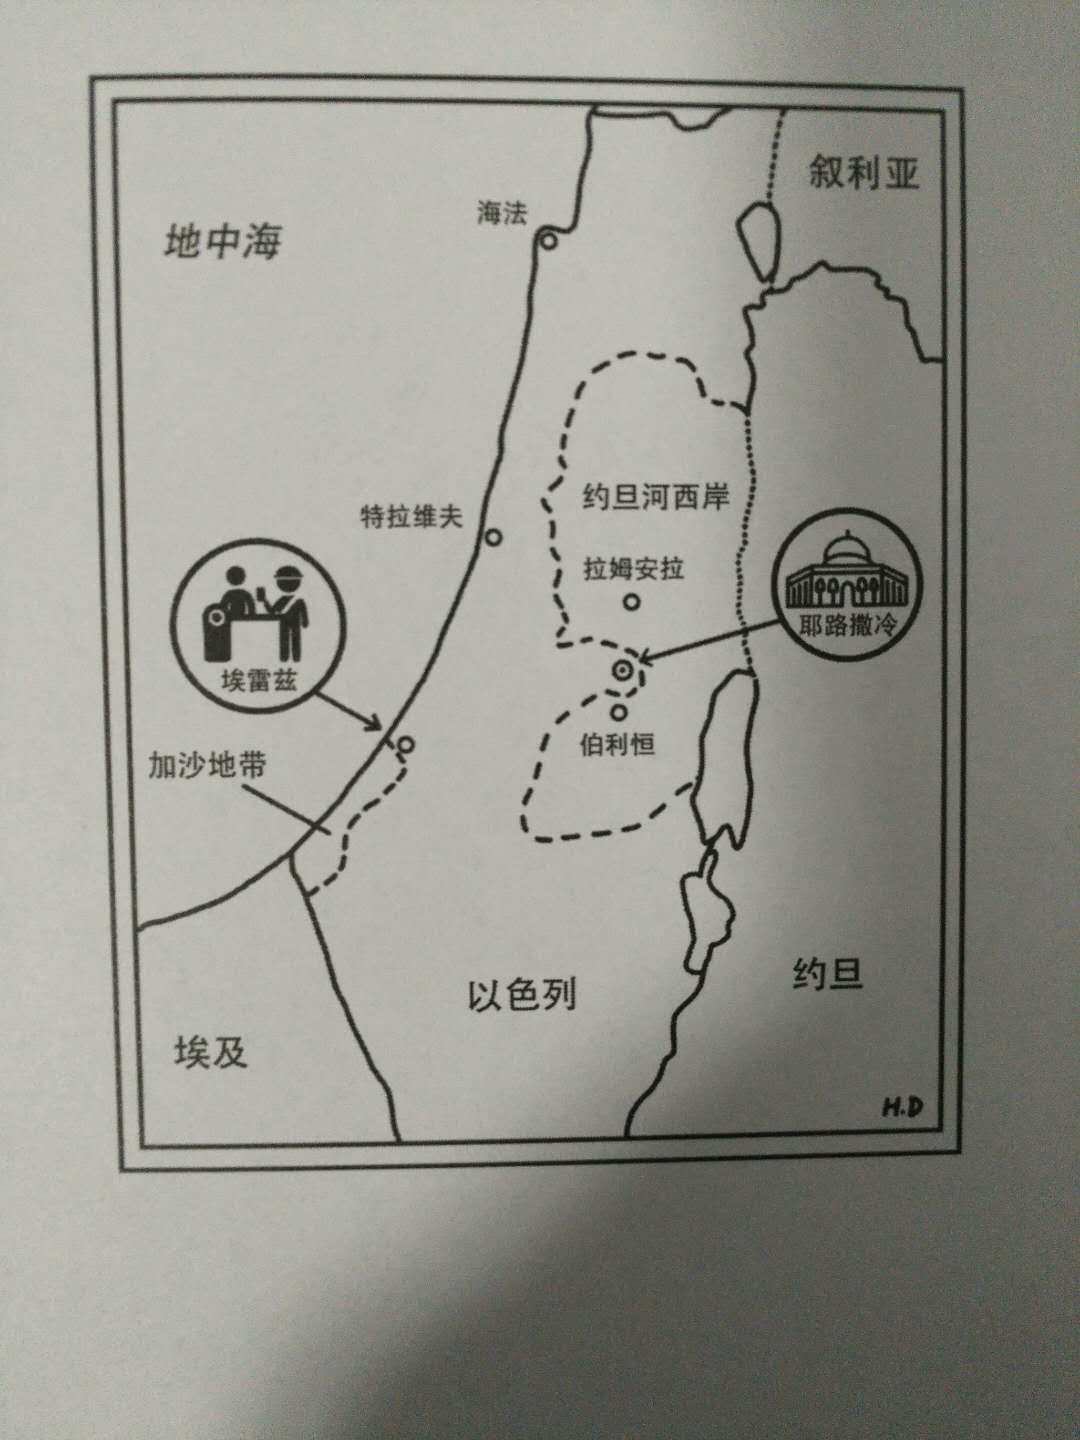 叙利亚
海法
地中海
约旦河西岸
特拉维夫
拉姆安拉
耶路撒冷
埃雷兹
伯利恒
加沙地带
约旦
以色列
埃及
H.D